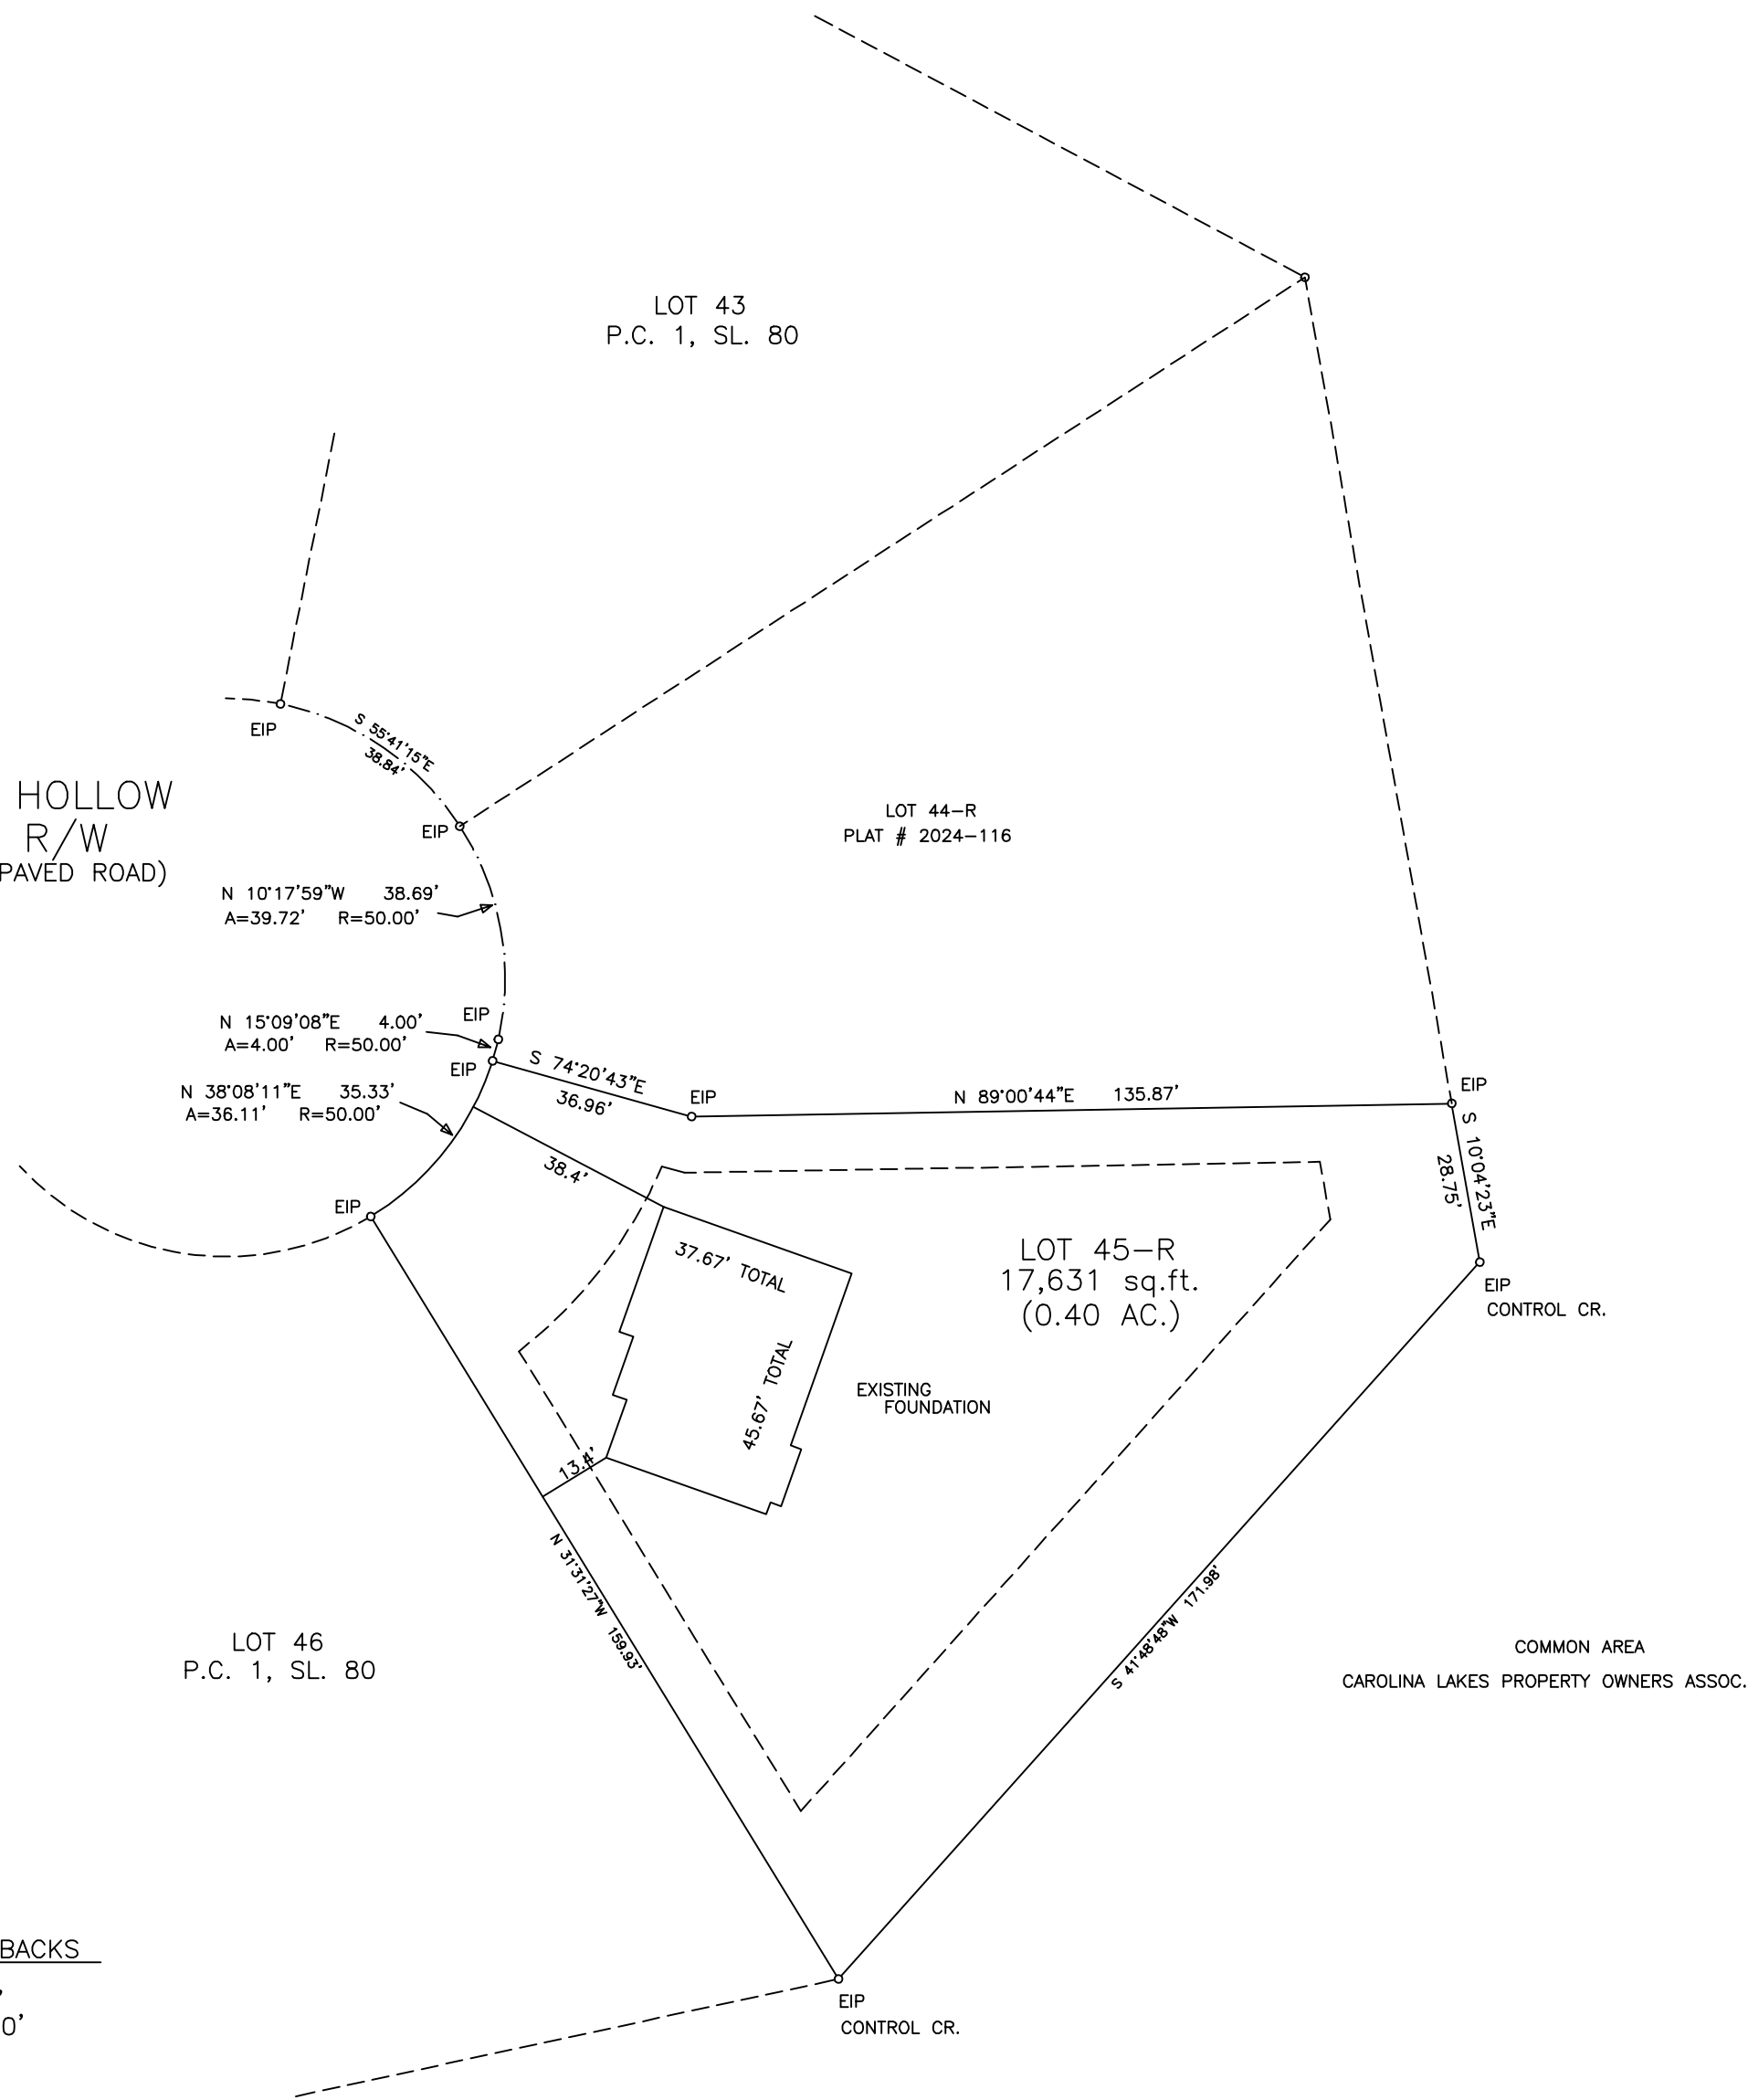 LOT 43
P.C. 1, SL. 80
EIP
S 55°41'15"E
38.84'
HOLLOW
R/W
PAVED ROAD)
EIP
LOT 44-R
PLAT # 2024-116
N 10°17'59"W 38.69'
A=39.72' R=50.00'
EIP
N 15°09'08"E 4.00'
A=4.00' R=50.00'
EIP
S 74°20'43"E
36.96'
EIP
N 89°00'44"E 135.87'
EIP
N 38°08'11"E 35.33'
A=36.11' R=50.00'
S 10°04'23"E
28.75'
38.4'
EIP
37.67' TOTAL
LOT 45-R
17,631 sq.ft.
(0.40 AC.)
EIP
CONTROL CR.
45.67' TOTAL
EXISTING
FOUNDATION
13.4'
N 31°31'27"W 159.93'
S 41°48'48"W 171.98'
LOT 46
P.C. 1, SL. 80
COMMON AREA
CAROLINA LAKES PROPERTY OWNERS ASSOC.
BACKS
'
0'
EIP
CONTROL CR.